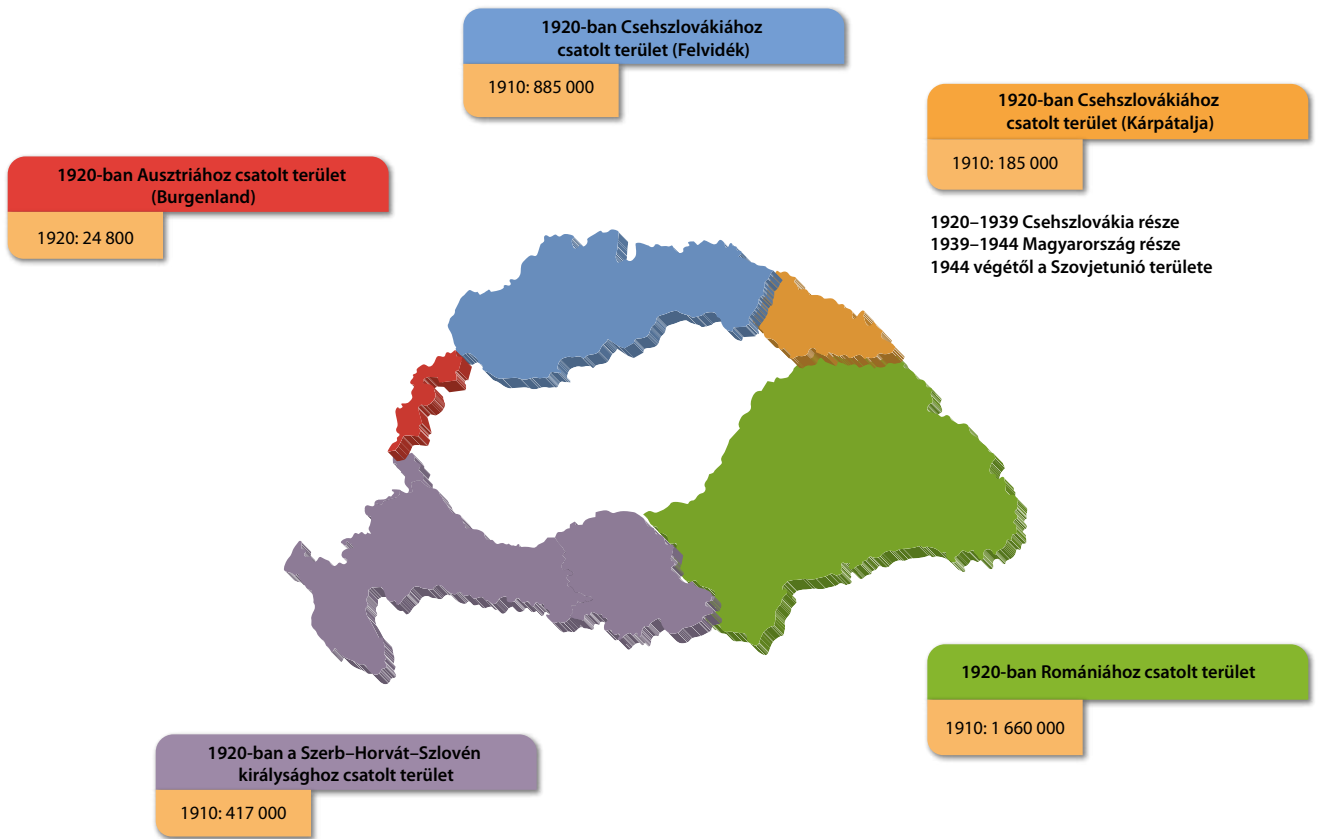 1920-ban Csehszlovákiához
csatolt terület (Felvidék)
1910: 885 000
1920-ban Csehszlovákiához
csatolt terület (Kárpátalja)
1910: 185 000
1920–1939 Csehszlovákia része
1939–1944 Magyarország része
1944 végétől a Szovjetunió területe
1920-ban Ausztriához csatolt terület
(Burgenland)
1920: 24 800
1920-ban Romániához csatolt terület
1910: 1 660 000
1920-ban a Szerb–Horvát–Szlovén
királysághoz csatolt terület
1910: 417 000